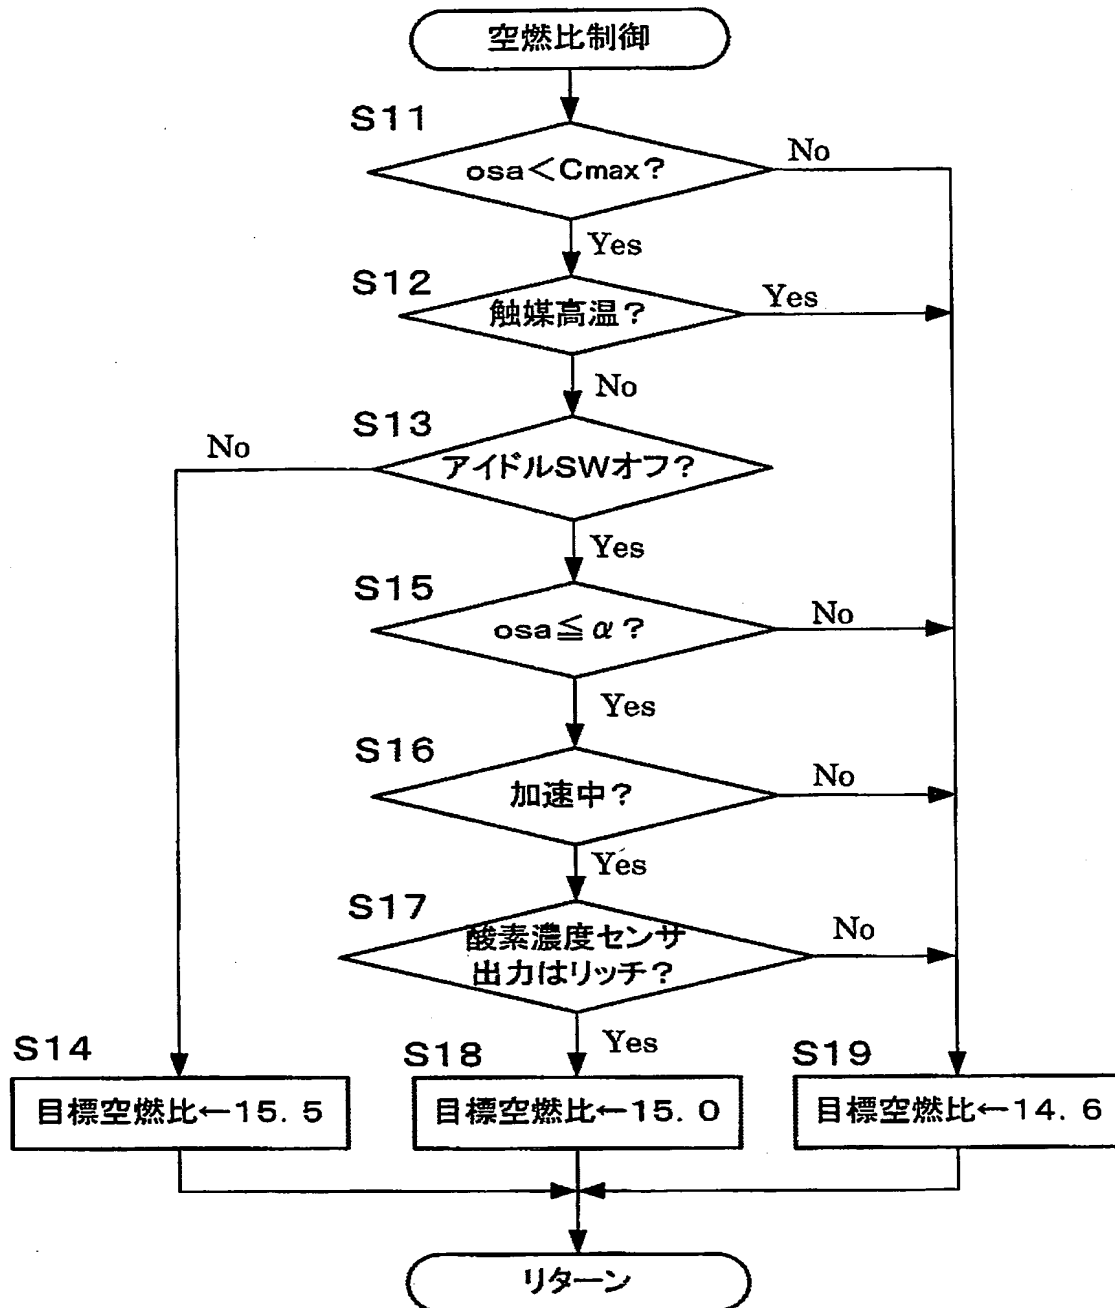 空燃比制御
S11
osa<Cmax?
No
Yes
S12
触媒高温?
Yes
No
S13
アイドルSWオフ?
No
Yes
S15
osa≦α?
No
Yes
S16
加速中?
No
Yes
S17
酸素濃度センサ
出力はリッチ?
No
Yes
S14
目標空燃比←15.5
S18
目標空燃比←15.0
S19
目標空燃比←14.6
リターン